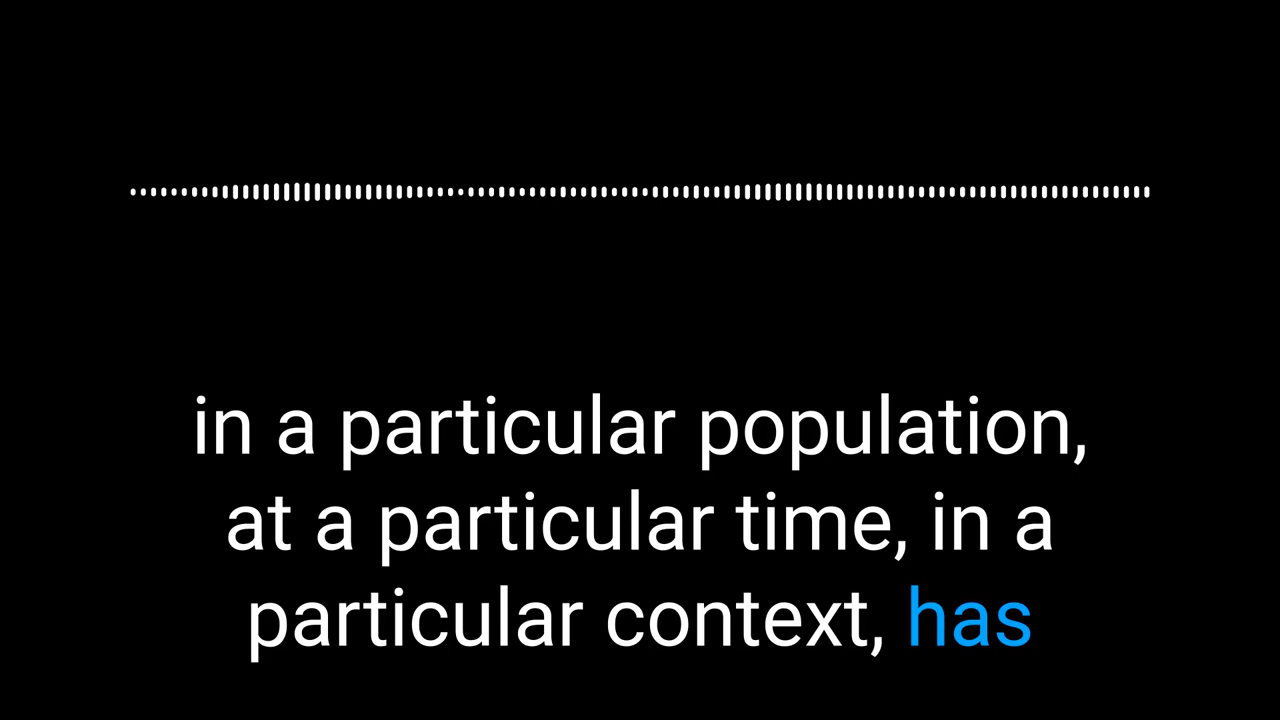 in a particular population,
at a particular time, in a
particular context, has